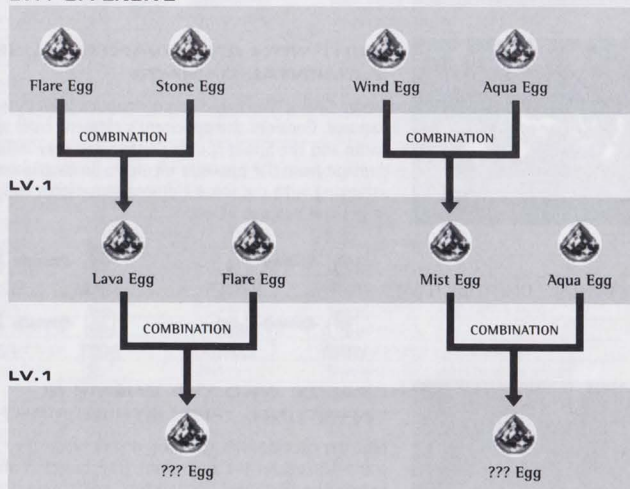 Flare Egg Stone Egg Wind Egg Aqua Egg
COMBINATION COMBINATION
LV.1
Lava Egg Flare Egg Mist Egg Aqua Egg
COMBINATION COMBINATION
LV.1
??? Egg ??? Egg